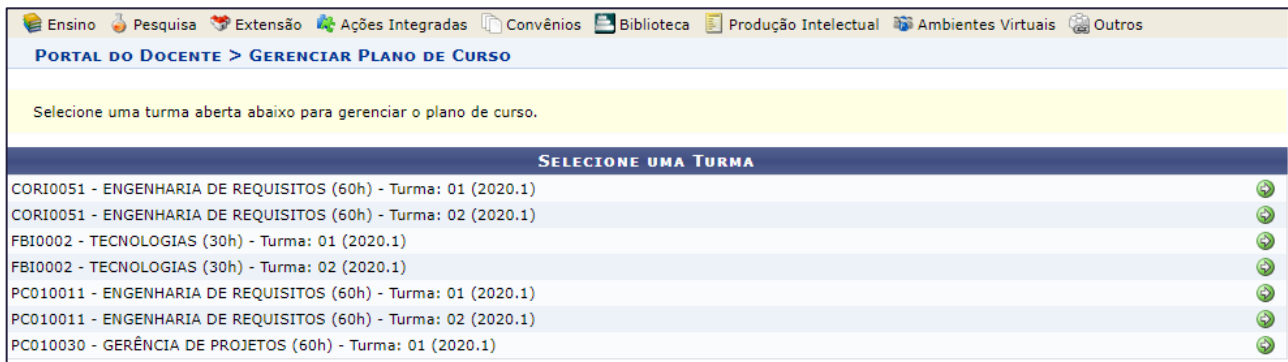 Ensino Pesquisa Extensão Ações Integradas Convênios Biblioteca Produção Intelectual Ambientes Virtuais Outros
PORTAL DO DOCENTE > GERENCIAR PLANO DE CURSO
Selecione uma turma aberta abaixo para gerenciar o plano de curso.
SELECIONE UMA TURMA
CORI0051 - ENGENHARIA DE REQUISITOS (60h) - Turma: 01 (2020.1)
CORI0051 - ENGENHARIA DE REQUISITOS (60h) - Turma: 02 (2020.1)
FBI0002 - TECNOLOGIAS (30h) - Turma: 01 (2020.1)
FBI0002 - TECNOLOGIAS (30h) - Turma: 02 (2020.1)
PC010011 - ENGENHARIA DE REQUISITOS (60h) - Turma: 01 (2020.1)
PC010011 - ENGENHARIA DE REQUISITOS (60h) - Turma: 02 (2020.1)
PC010030 - GERÊNCIA DE PROJETOS (60h) - Turma: 01 (2020.1)